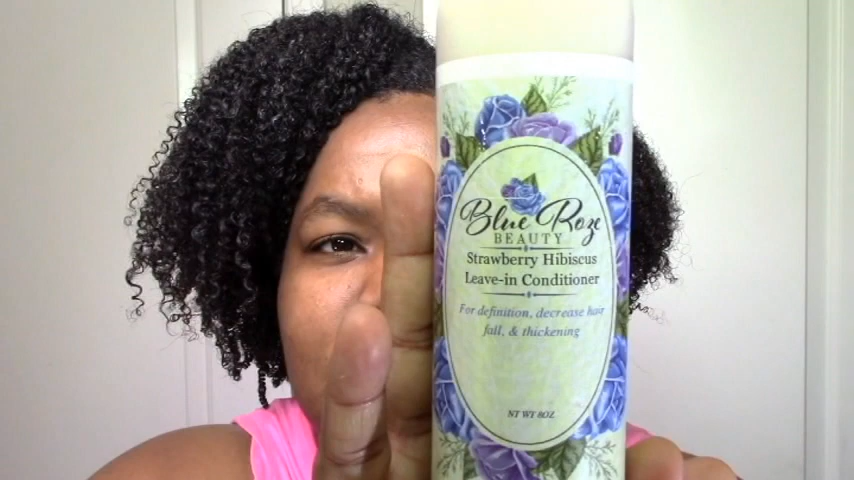 Blue Roze
BEAUTY
Strawberry Hibiscus
Leave-in Conditioner
For definition, decrease hair
fall, & thickening
NT WT 8OZ